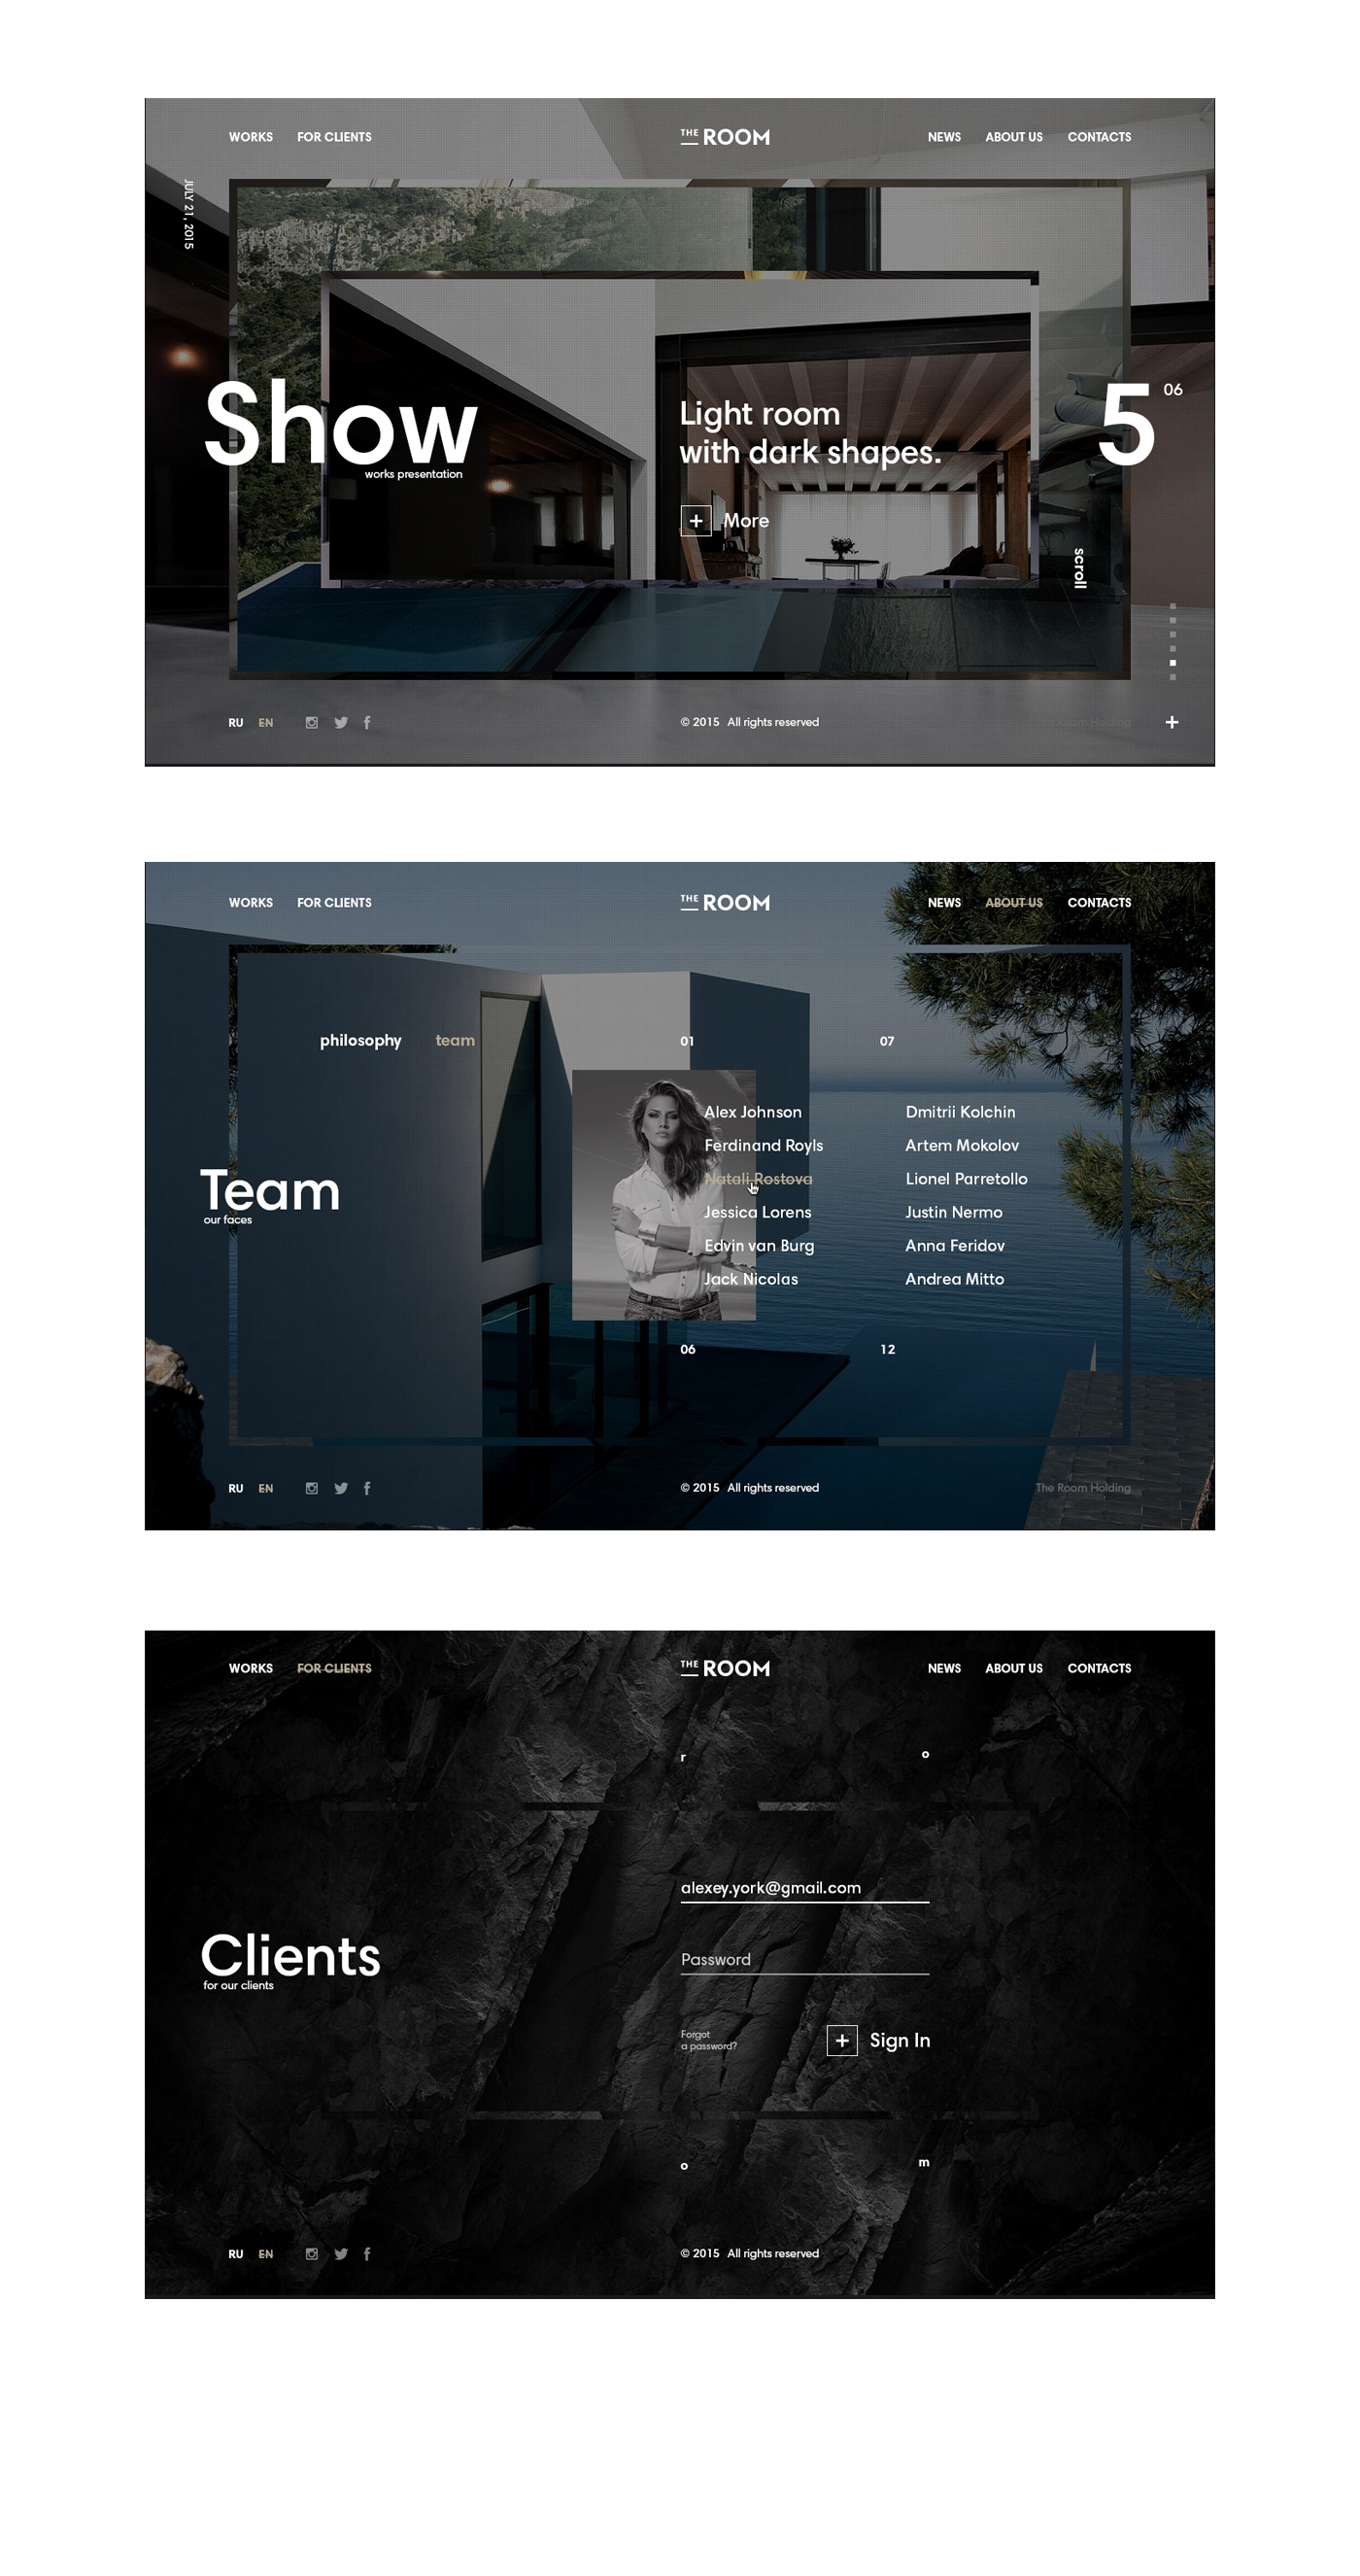 WORKS FOR CLIENTS THE ROOM NEWS ABOUT US CONTACTS
JULY 21, 2015
Show
works presentation
Light room
with dark shapes.
+ More
5 06
scroll
RU EN © 2015 All rights reserved The Room Holding +
WORKS FOR CLIENTS THE ROOM NEWS ABOUT US CONTACTS
philosophy team 01 07
Alex Johnson Dmitrii Kolchin
Ferdinand Royls Artem Mokolov
Natali Rostova Lionel Parretollo
Jessica Lorens Justin Nermo
Edvin van Burg Anna Feridov
Jack Nicolas Andrea Mitto
Team
our faces
06 12
RU EN © 2015 All rights reserved The Room Holding
WORKS FOR CLIENTS THE ROOM NEWS ABOUT US CONTACTS
r o
alexey.york@gmail.com
Clients
for our clients
Password
Forgot
a password?
+ Sign In
o m
RU EN © 2015 All rights reserved